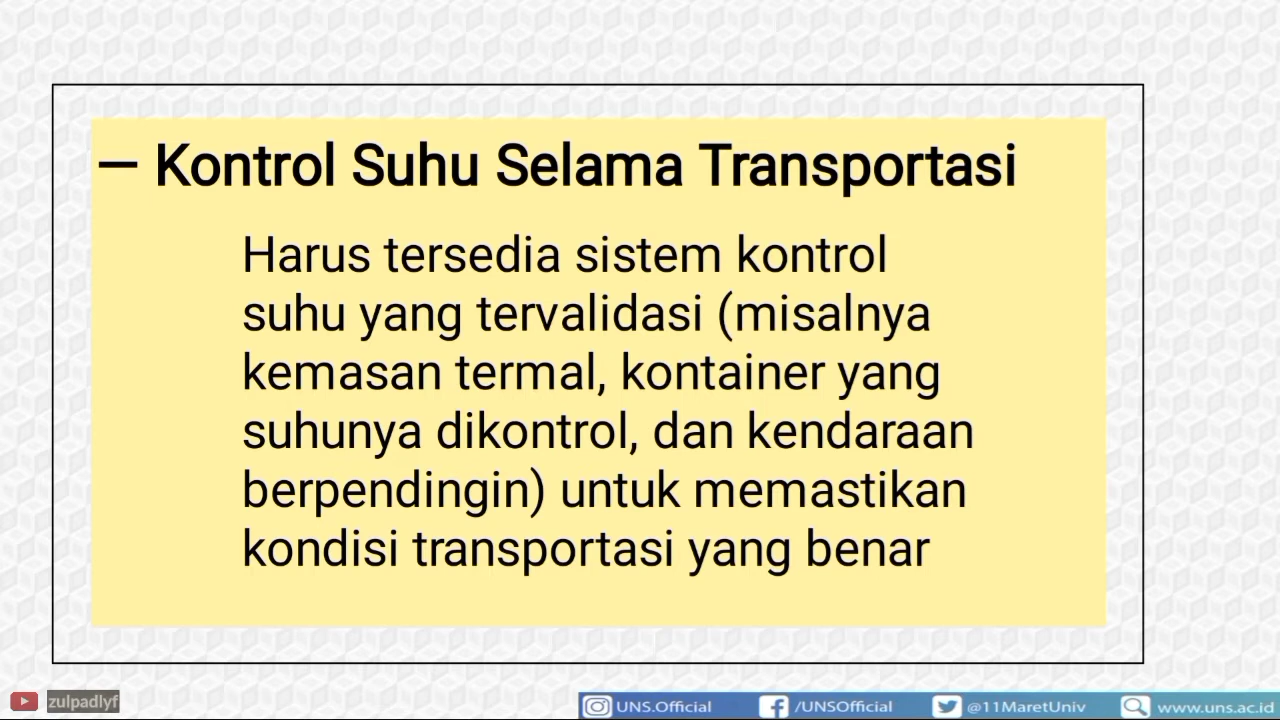 — Kontrol Suhu Selama Transportasi
Harus tersedia sistem kontrol
suhu yang tervalidasi (misalnya
kemasan termal, kontainer yang
suhunya dikontrol, dan kendaraan
berpendingin) untuk memastikan
kondisi transportasi yang benar
zulpadlyf
UNS.Official
/UNSOfficial
@11MaretUniv
www.uns.ac.id